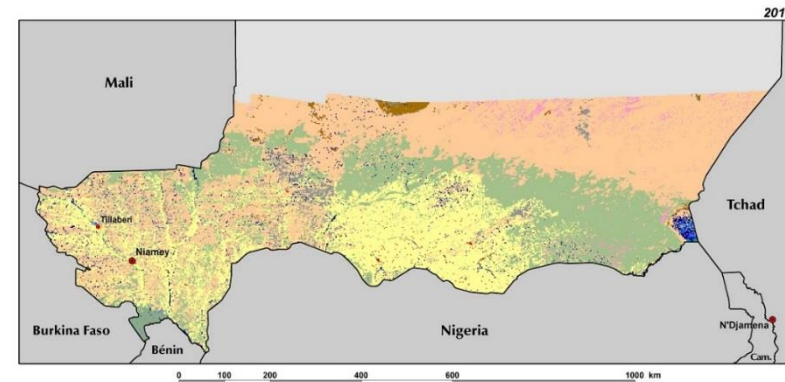 201
Mali
Tillaberi
Niamey
Tchad
Burkina Faso
Bénin
Nigeria
N'Djamena
Cam.
0 100 200 400 600 1000 km